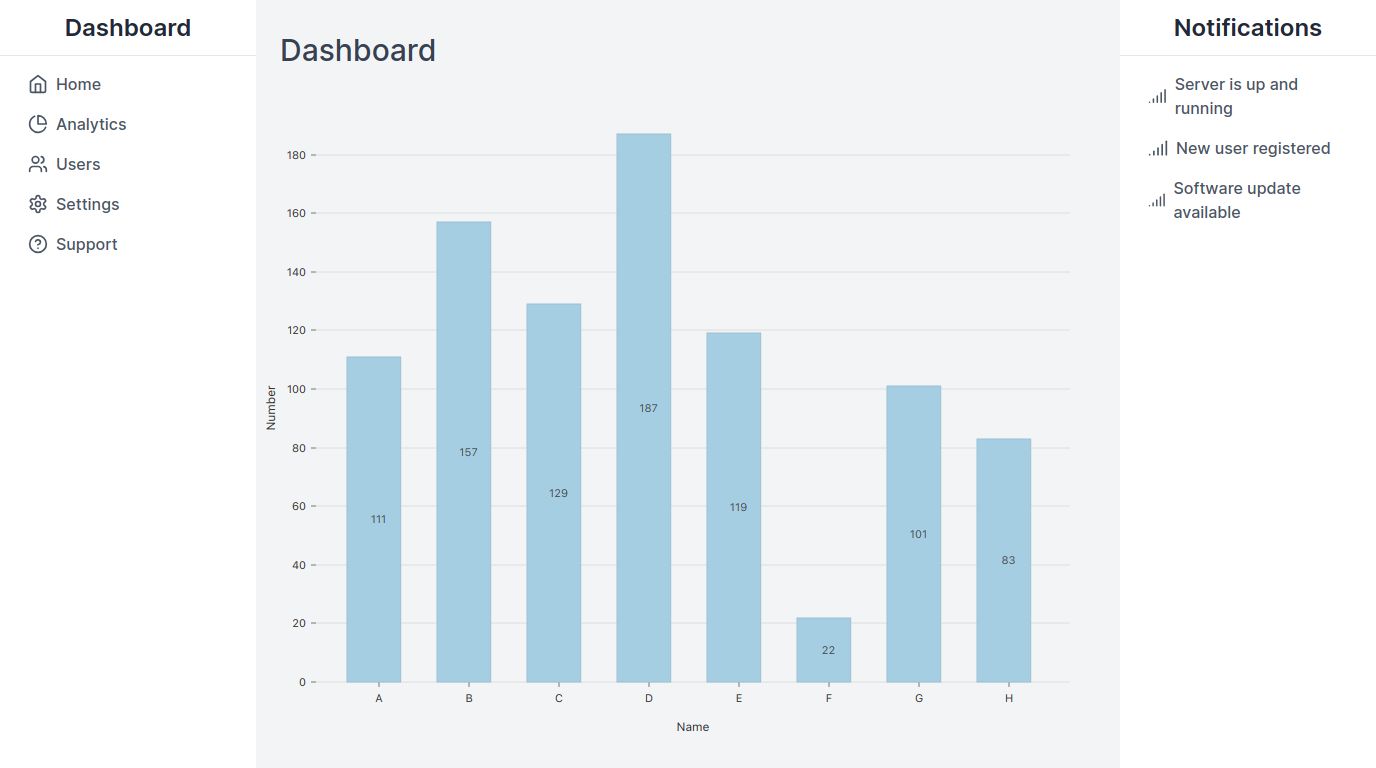 Dashboard
Home
Analytics
Users
Settings
Support
Dashboard
Number
180
160
140
120
100
80
60
40
20
0
111
157
129
187
119
22
101
83
A B C D E F G H
Name
Notifications
Server is up and
running
New user registered
Software update
available